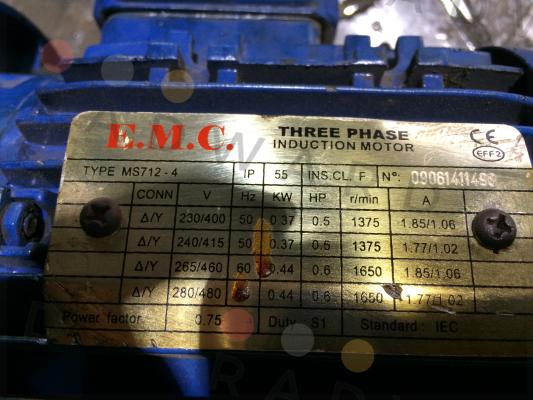 E.M.C. THREE PHASE INDUCTION MOTOR CE EFF2
TYPE MS712-4 IP 55 INS.CL. F Nº:
CONN V Hz KW HP r/min A
Δ/Y 230/400 50 0.37 0.5 1375 1.85/1.06
Δ/Y 240/415 50 0.37 0.5 1375 1.77/1.02
Δ/Y 265/460 60 0.44 0.6 1650 1.85/1.06
Δ/Y 280/480 0.44 0.6 1650 1.77/1.02
Power factor 0.75 Duty S1 Standard: IEC